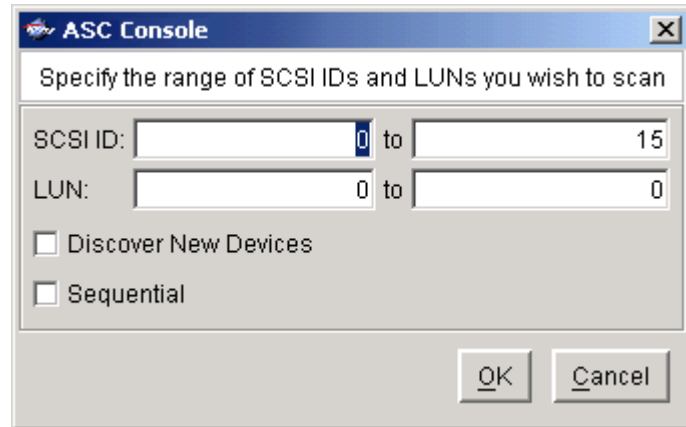 ASC Console
Specify the range of SCSI IDs and LUNs you wish to scan
SCSI ID: 0 to 15
LUN: 0 to 0
Discover New Devices
Sequential
OK Cancel